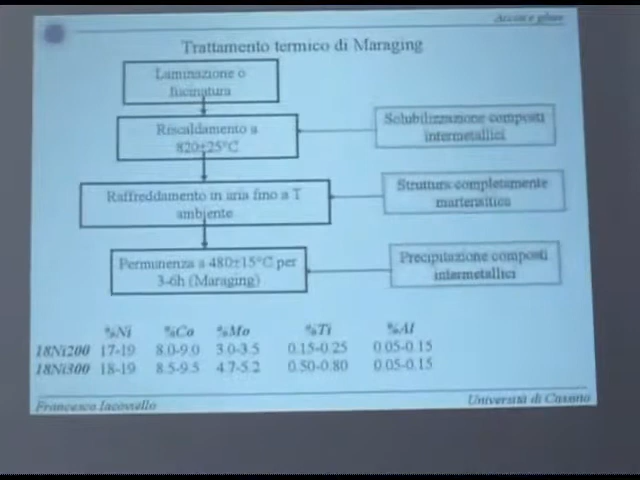 Acciai e ghise
Trattamento termico di Maraging
Laminazione o
fucinatura
Riscaldamento a
820±25°C
Solubilizzazione composti
intermetallici
Raffreddamento in aria fino a T
ambiente
Struttura completamente
martensitica
Permanenza a 480±15°C per
3-6h (Maraging)
Precipitazione composti
intermetallici
%Ni %Co %Mo %Ti %Al
18Ni200 17-19 8.0-9.0 3.0-3.5 0.15-0.25 0.05-0.15
18Ni300 18-19 8.5-9.5 4.7-5.2 0.50-0.80 0.05-0.15
Francesco Iacoviello
Università di Cassino